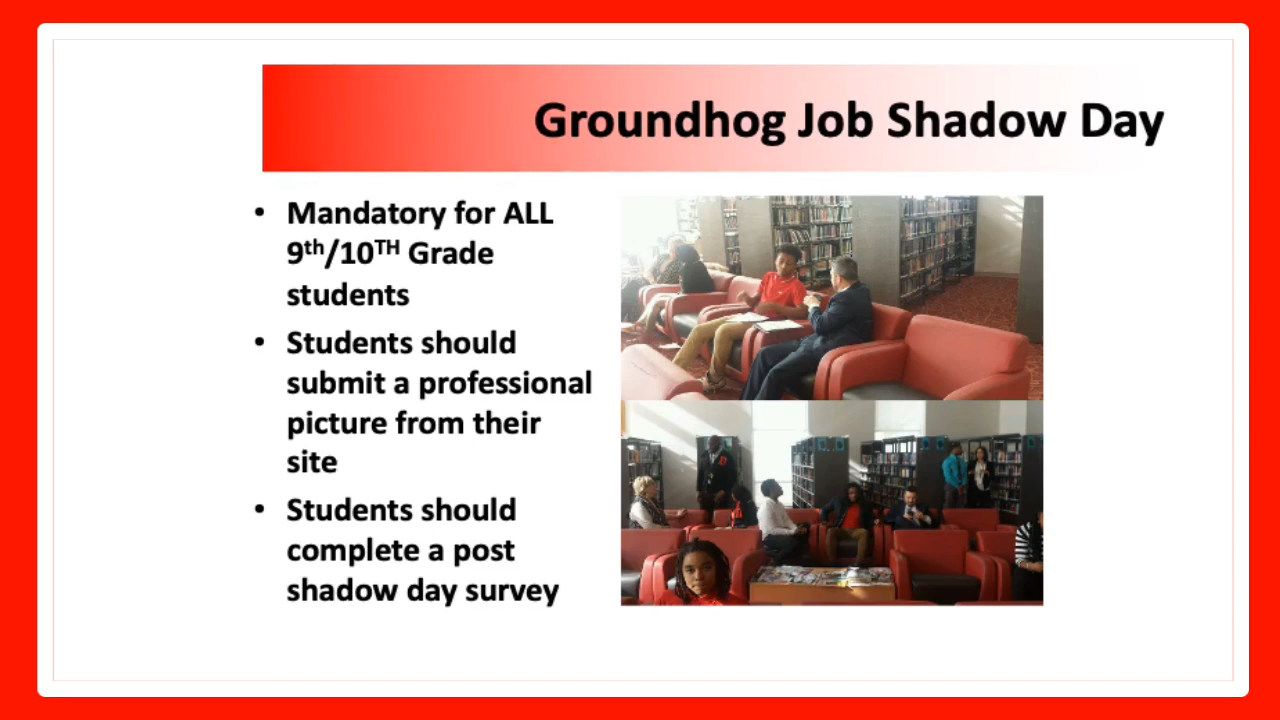 Groundhog Job Shadow Day
• Mandatory for ALL
9th/10TH Grade
students
• Students should
submit a professional
picture from their
site
• Students should
complete a post
shadow day survey